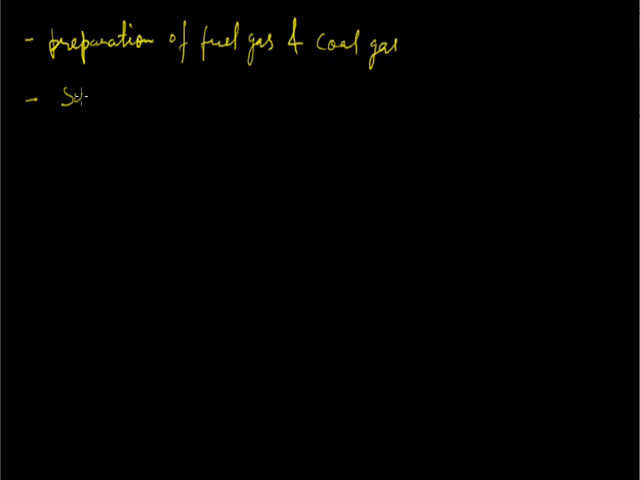 - preparation of fuel gas & coal gas
-